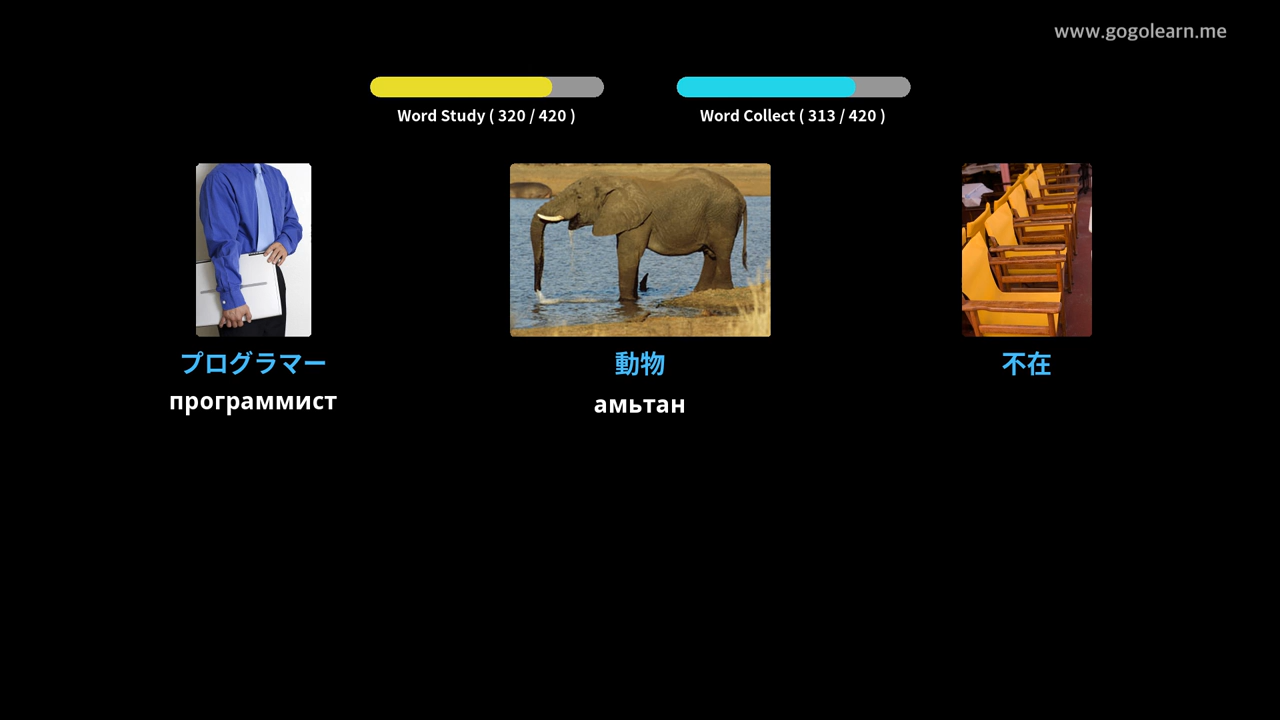 www.gogolearn.me
Word Study ( 320 / 420 )
Word Collect ( 313 / 420 )
プログラマー
программист
動物
амьтан
不在